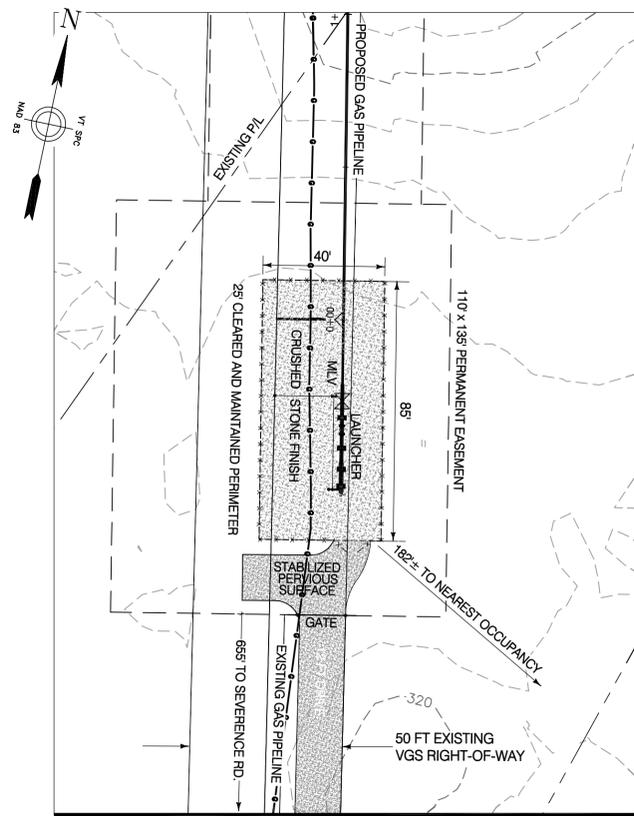 N
VT SPC
NAD 83
1+
PROPOSED GAS PIPELINE
EXISTING P/L
40'
110' x 135' PERMANENT EASEMENT
25' CLEARED AND MAINTAINED PERIMETER
0+00
MLV
CRUSHED STONE FINISH
LAUNCHER
85'
STABILIZED
PERVIOUS
SURFACE
GATE
182'± TO NEAREST OCCUPANCY
655' TO SEVERENCE RD.
EXISTING GAS PIPELINE
320
50 FT EXISTING
VGS RIGHT-OF-WAY